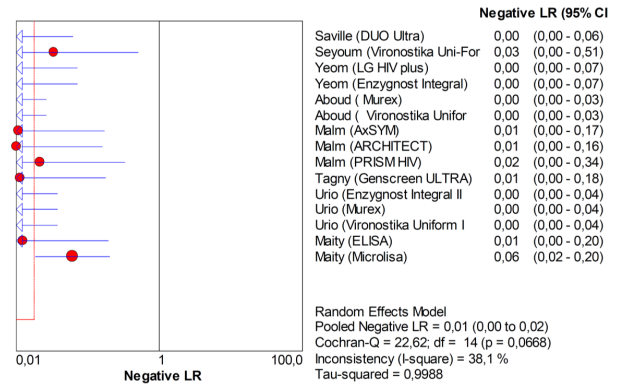 Negative LR (95% CI
Saville (DUO Ultra) 0,00 (0,00 - 0,06)
Seyoum (Vironostika Uni-For 0,03 (0,00 - 0,51)
Yeom (LG HIV plus) 0,00 (0,00 - 0,07)
Yeom (Enzygnost Integral) 0,00 (0,00 - 0,07)
Aboud ( Murex) 0,00 (0,00 - 0,03)
Aboud ( Vironostika Unifor 0,00 (0,00 - 0,03)
Malm (AxSYM) 0,01 (0,00 - 0,17)
Malm (ARCHITECT) 0,01 (0,00 - 0,16)
Malm (PRISM HIV) 0,02 (0,00 - 0,34)
Tagny (Genscreen ULTRA) 0,01 (0,00 - 0,18)
Urio (Enzygnost Integral II 0,00 (0,00 - 0,04)
Urio (Murex) 0,00 (0,00 - 0,04)
Urio (Vironostika Uniform I 0,00 (0,00 - 0,04)
Maity (ELISA) 0,01 (0,00 - 0,20)
Maity (Microlisa) 0,06 (0,02 - 0,20)
Random Effects Model
Pooled Negative LR = 0,01 (0,00 to 0,02)
Cochran-Q = 22,62; df = 14 (p = 0,0668)
Inconsistency (I-square) = 38,1 %
Tau-squared = 0,9988
0,01 1 100,0
Negative LR